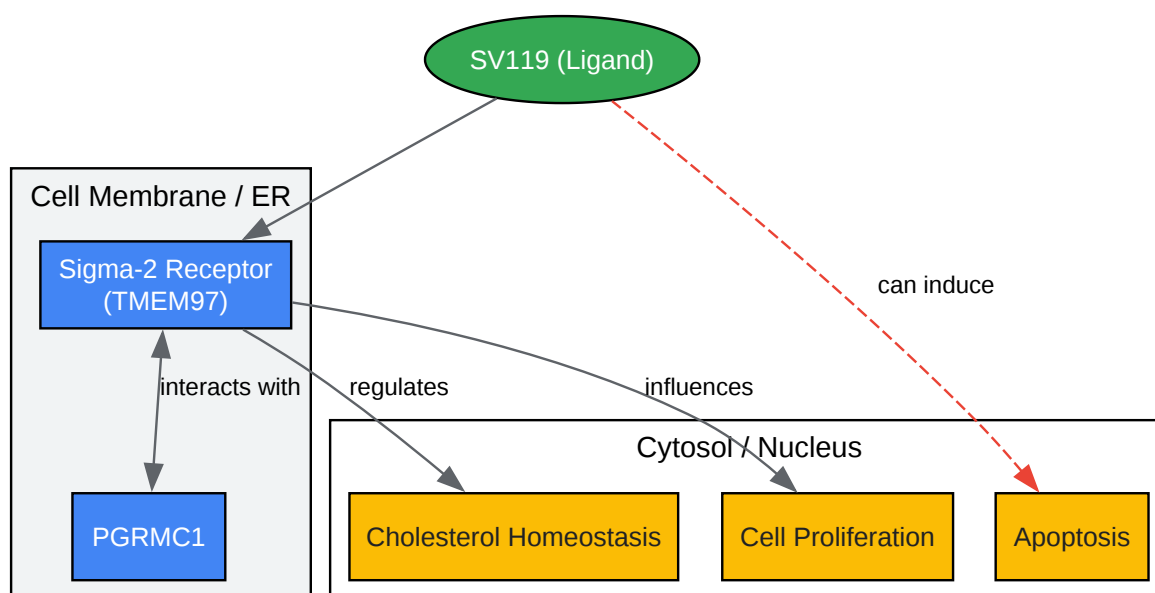 SV119 (Ligand)
Cell Membrane / ER
Sigma-2 Receptor
(TMEM97)
can induce
interacts with
regulates
influences
Cytosol / Nucleus
PGRMC1
Cholesterol Homeostasis
Cell Proliferation
Apoptosis